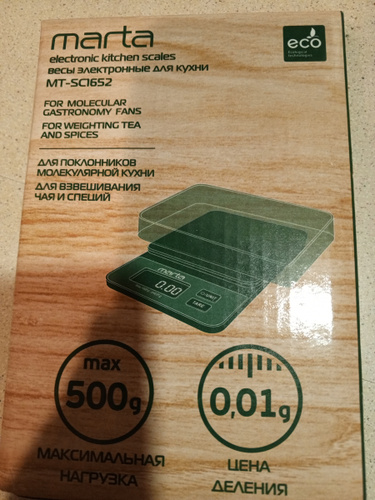 marta
eco
electronic kitchen scales
весы электронные для кухни
MT-SC1652
FOR MOLECULAR
GASTRONOMY FANS
FOR WEIGHTING TEA
AND SPICES
ДЛЯ ПОКЛОННИКОВ
МОЛЕКУЛЯРНОЙ КУХНИ
ДЛЯ ВЗВЕШИВАНИЯ
ЧАЯ И СПЕЦИЙ
marta
0.00
UNIT
TARE
max
500g
МАКСИМАЛЬНАЯ
НАГРУЗКА
0,01g
ЦЕНА
ДЕЛЕНИЯ